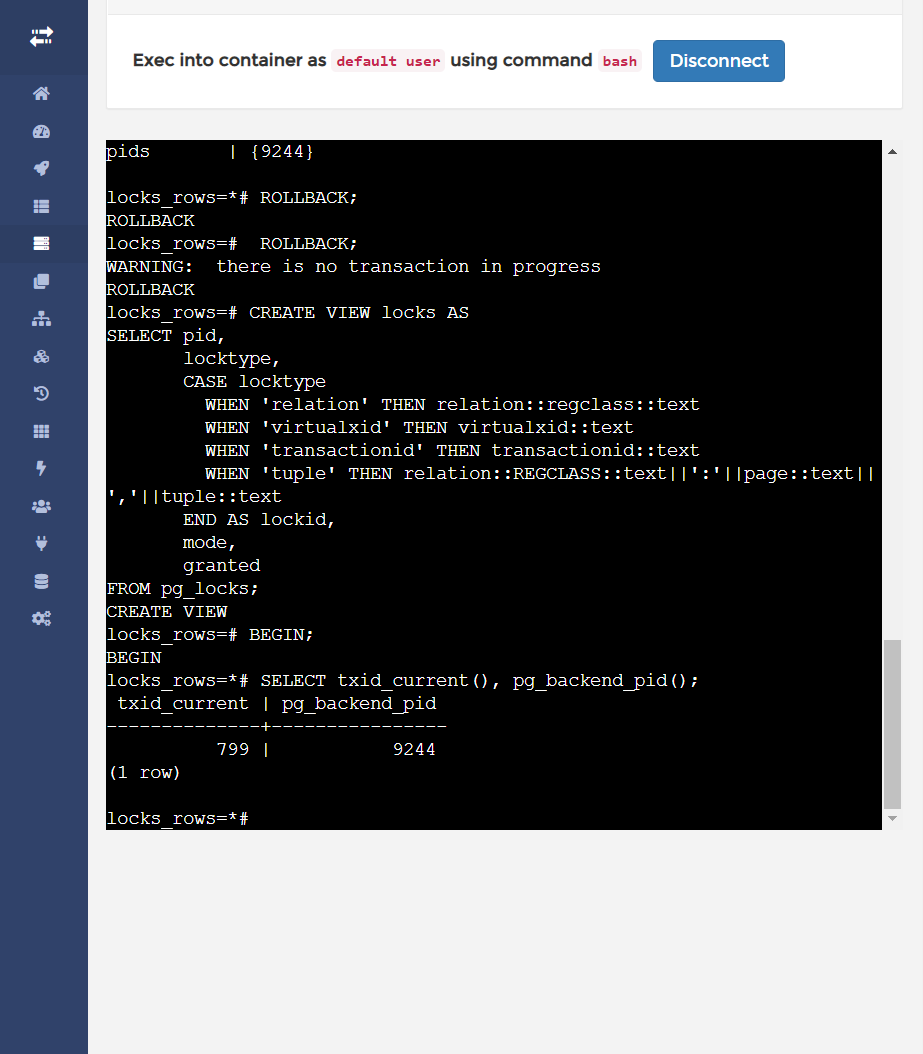 Exec into container as default user using command bash Disconnect
pids       | {9244}
locks_rows=*# ROLLBACK;
ROLLBACK
locks_rows=#  ROLLBACK;
WARNING:  there is no transaction in progress
ROLLBACK
locks_rows=# CREATE VIEW locks AS
SELECT pid,
       locktype,
       CASE locktype
         WHEN 'relation' THEN relation::regclass::text
         WHEN 'virtualxid' THEN virtualxid::text
         WHEN 'transactionid' THEN transactionid::text
         WHEN 'tuple' THEN relation::REGCLASS::text||':'||page::text||
','||tuple::text
       END AS lockid,
       mode,
       granted
FROM pg_locks;
CREATE VIEW
locks_rows=# BEGIN;
BEGIN
locks_rows=*# SELECT txid_current(), pg_backend_pid();
 txid_current | pg_backend_pid
--------------+----------------
          799 |           9244
(1 row)
locks_rows=*#